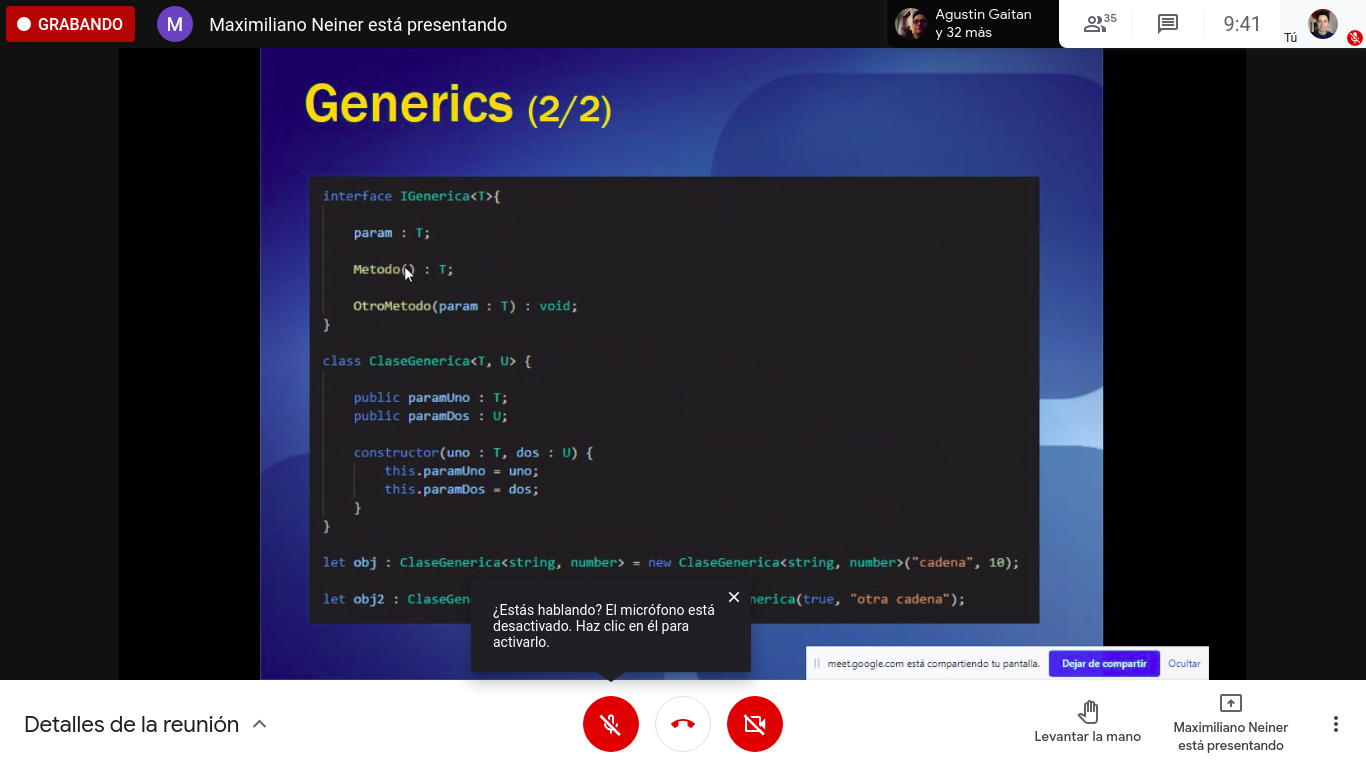 GRABANDO
M
Maximiliano Neiner está presentando
Agustin Gaitan
y 32 más
35
9:41
Tú
Generics (2/2)
interface IGenerica<T>{
param : T;
Metodo() : T;
OtroMetodo(param : T) : void;
}
class ClaseGenerica<T, U> {
public paramUno : T;
public paramDos : U;
constructor(uno : T, dos : U) {
this.paramUno = uno;
this.paramDos = dos;
}
}
let obj : ClaseGenerica<string, number> = new ClaseGenerica<string, number>("cadena", 10);
let obj2 : ClaseGen nerica(true, "otra cadena");
¿Estás hablando? El micrófono está
desactivado. Haz clic en él para
activarlo.
meet.google.com está compartiendo tu pantalla.
Dejar de compartir
Ocultar
Detalles de la reunión
Levantar la mano
Maximiliano Neiner
está presentando